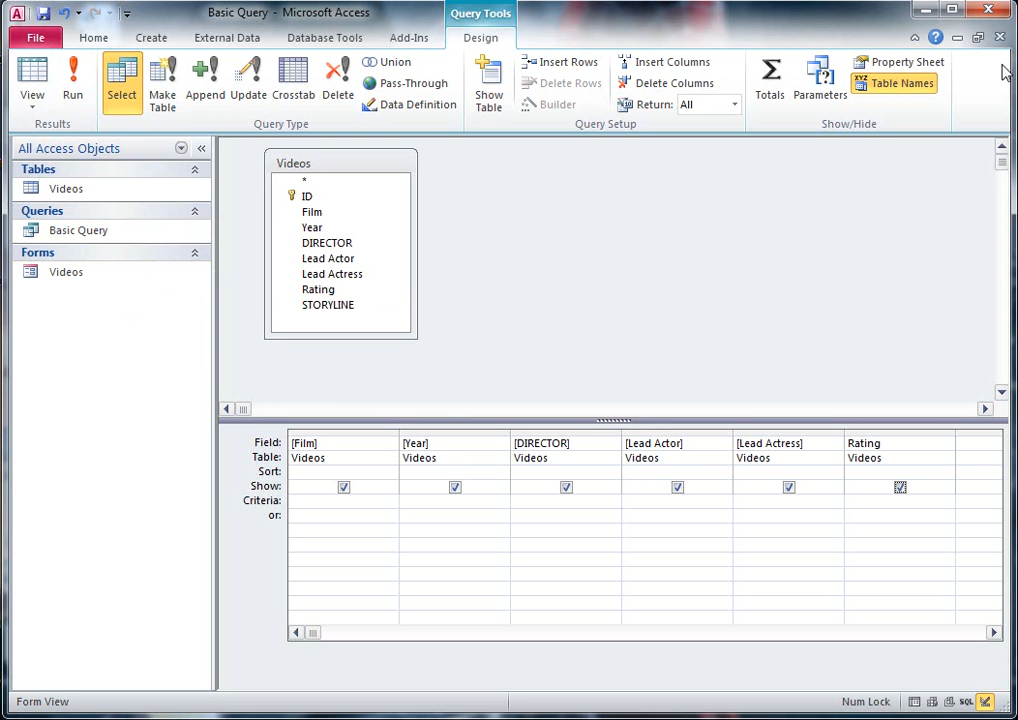 Basic Query - Microsoft Access
Query Tools
File Home Create External Data Database Tools Add-Ins Design
View Run Select Make Table Append Update Crosstab Delete
Union
Pass-Through
Data Definition
Show Table
Insert Rows
Delete Rows
Builder
Insert Columns
Delete Columns
Return: All
Totals Parameters
Property Sheet
XYZ Table Names
Results Query Type Query Setup Show/Hide
All Access Objects
Tables
Videos
Queries
Basic Query
Forms
Videos
Videos
*
ID
Film
Year
DIRECTOR
Lead Actor
Lead Actress
Rating
STORYLINE
Field: [Film] [Year] [DIRECTOR] [Lead Actor] [Lead Actress] Rating
Table: Videos Videos Videos Videos Videos Videos
Sort:
Show:
Criteria:
or:
Form View Num Lock SQL